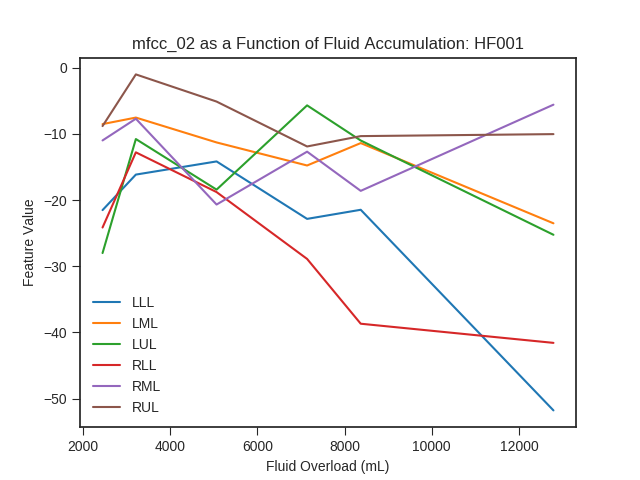 mfcc_02 as a Function of Fluid Accumulation: HF001
0
−10
−20
−30
−40
−50
Feature Value
LLL
LML
LUL
RLL
RML
RUL
2000 4000 6000 8000 10000 12000
Fluid Overload (mL)